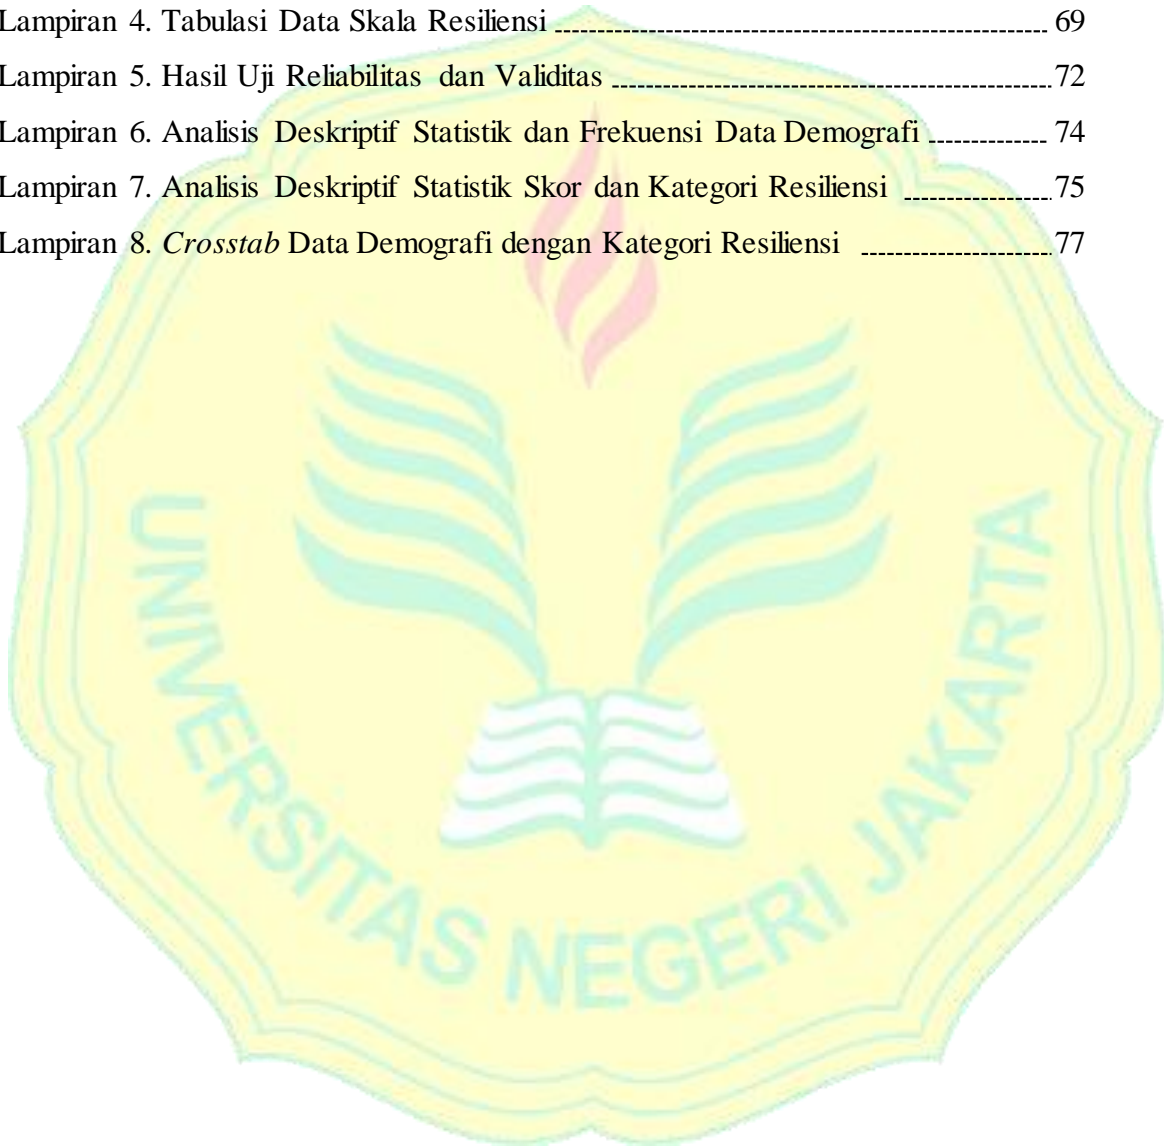 Lampiran 4. Tabulasi Data Skala Resiliensi 69
Lampiran 5. Hasil Uji Reliabilitas dan Validitas 72
Lampiran 6. Analisis Deskriptif Statistik dan Frekuensi Data Demografi 74
Lampiran 7. Analisis Deskriptif Statistik Skor dan Kategori Resiliensi 75
Lampiran 8. Crosstab Data Demografi dengan Kategori Resiliensi 77
UNIVERSITAS NEGERI JAKARTA